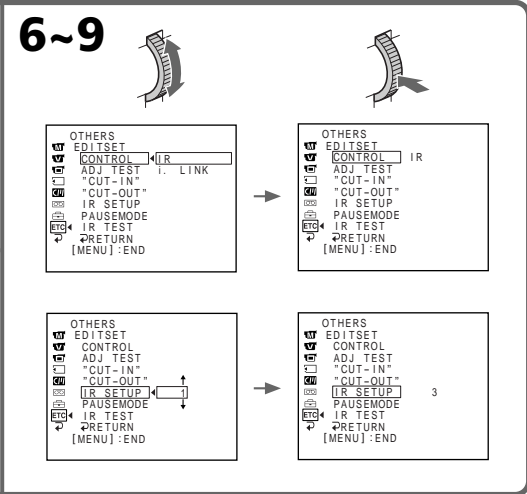 6~9
OTHERS
EDITSET
CONTROL IR
ADJ TEST i. LINK
"CUT-IN"
"CUT-OUT"
IR SETUP
PAUSEMODE
ETC IR TEST
RETURN
[MENU]:END
OTHERS
EDITSET
CONTROL IR
ADJ TEST
"CUT-IN"
"CUT-OUT"
IR SETUP
PAUSEMODE
ETC IR TEST
RETURN
[MENU]:END
OTHERS
EDITSET
CONTROL
ADJ TEST
"CUT-IN"
"CUT-OUT"
IR SETUP 1
PAUSEMODE
ETC IR TEST
RETURN
[MENU]:END
OTHERS
EDITSET
CONTROL
ADJ TEST
"CUT-IN"
"CUT-OUT"
IR SETUP 3
PAUSEMODE
ETC IR TEST
RETURN
[MENU]:END